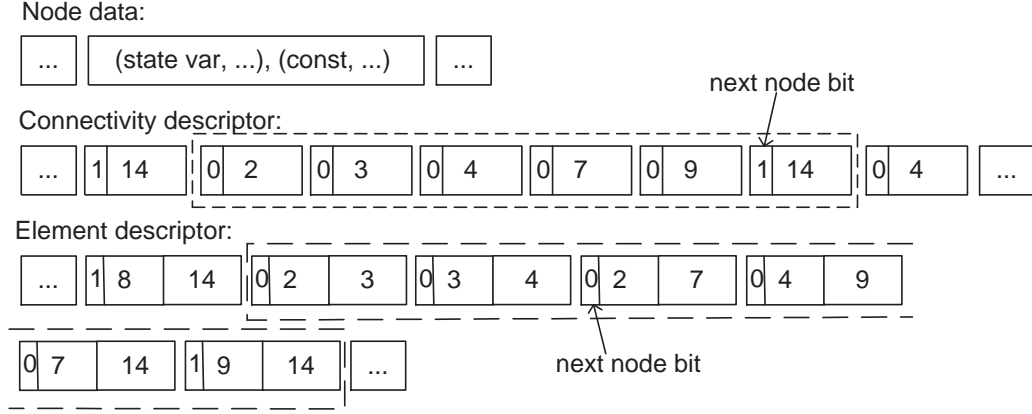 Node data:
... (state var, ...), (const, ...) ...
next node bit
Connectivity descriptor:
... 1 14 0 2 0 3 0 4 0 7 0 9 1 14 0 4 ...
Element descriptor:
... 1 8 14 0 2 3 0 3 4 0 2 7 0 4 9
0 7 14 1 9 14 ...
next node bit